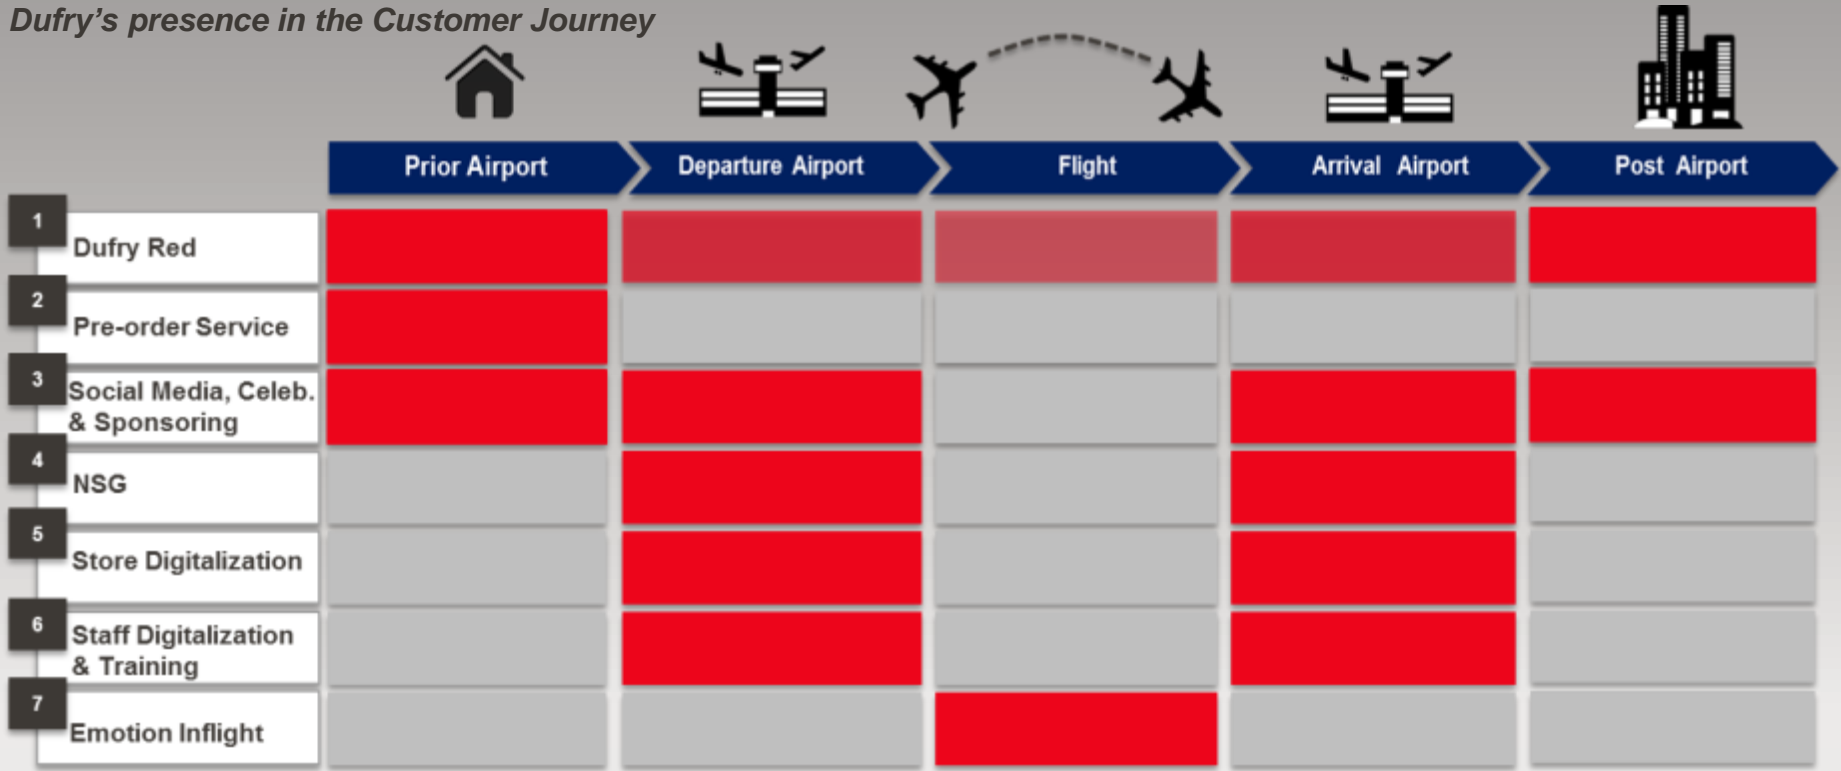 Dufry's presence in the Customer Journey
Prior Airport
Departure Airport
Flight
Arrival Airport
Post Airport
1
Dufry Red
2
Pre-order Service
3
Social Media, Celeb.
& Sponsoring
4
NSG
5
Store Digitalization
6
Staff Digitalization
& Training
7
Emotion Inflight